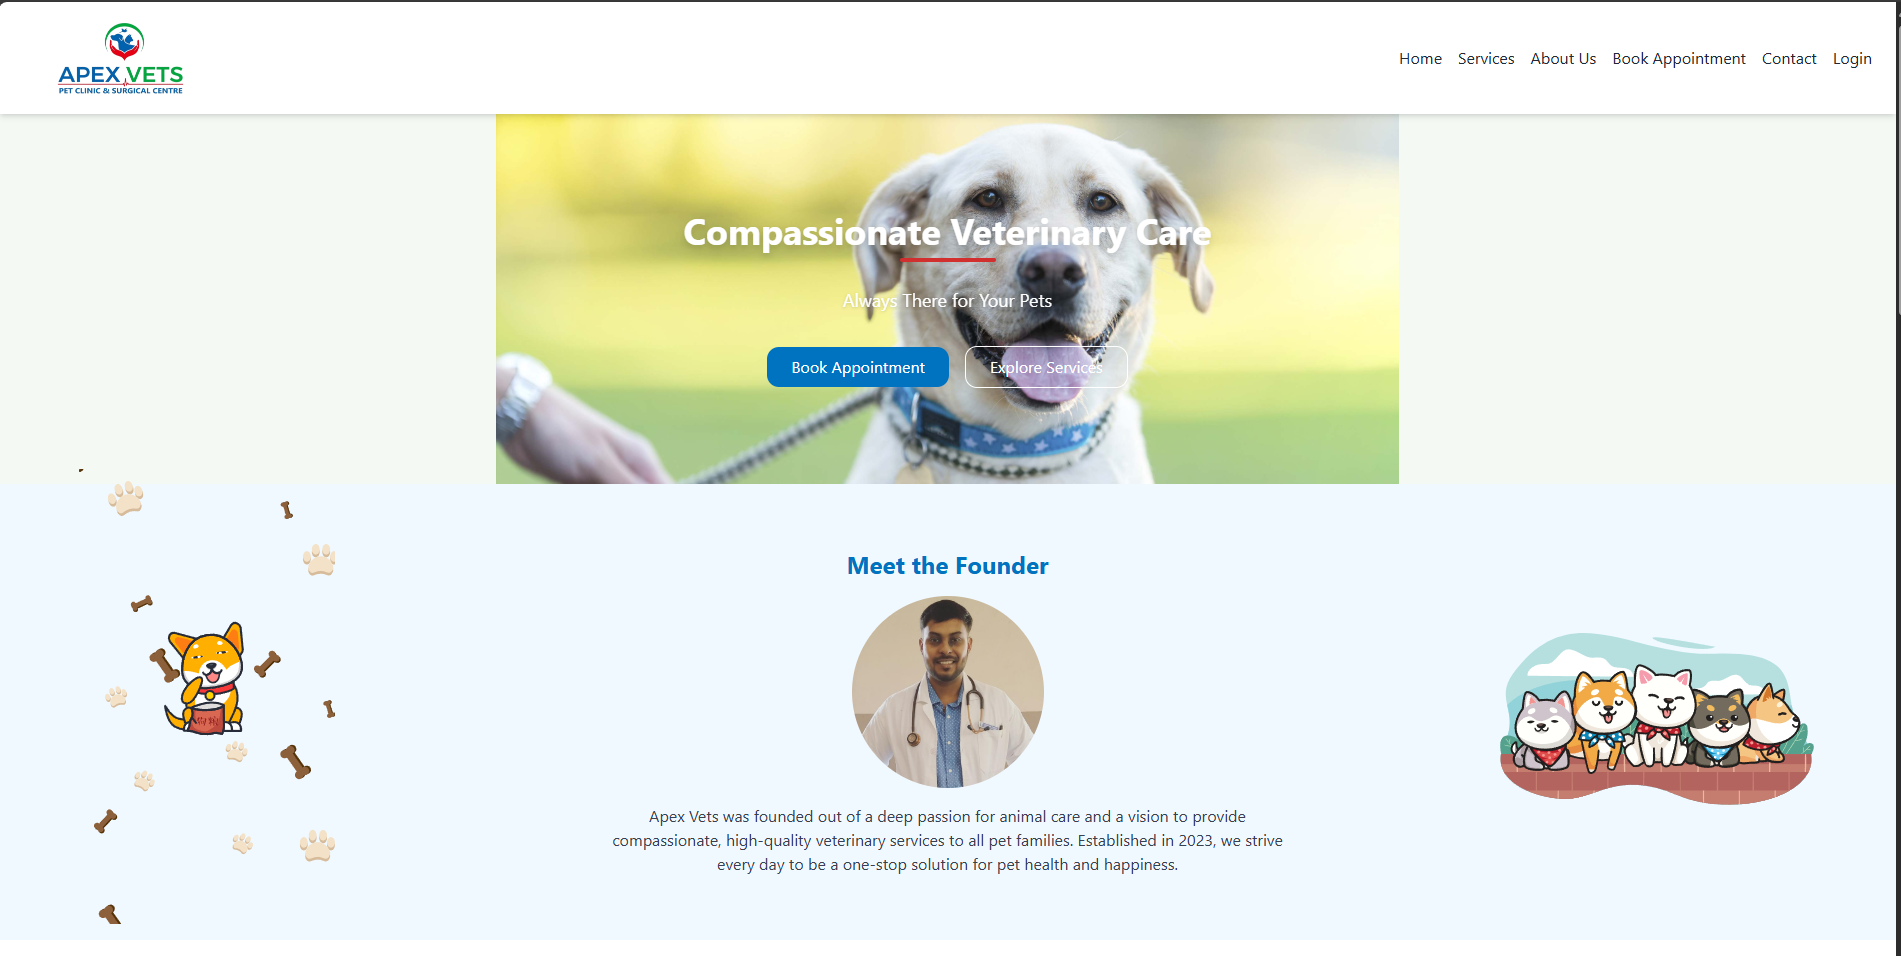 APEX VETS
PET CLINIC & SURGICAL CENTRE
Home Services About Us Book Appointment Contact Login
Compassionate Veterinary Care
Always There for Your Pets
Book Appointment Explore Services
Meet the Founder
Apex Vets was founded out of a deep passion for animal care and a vision to provide
compassionate, high-quality veterinary services to all pet families. Established in 2023, we strive
every day to be a one-stop solution for pet health and happiness.